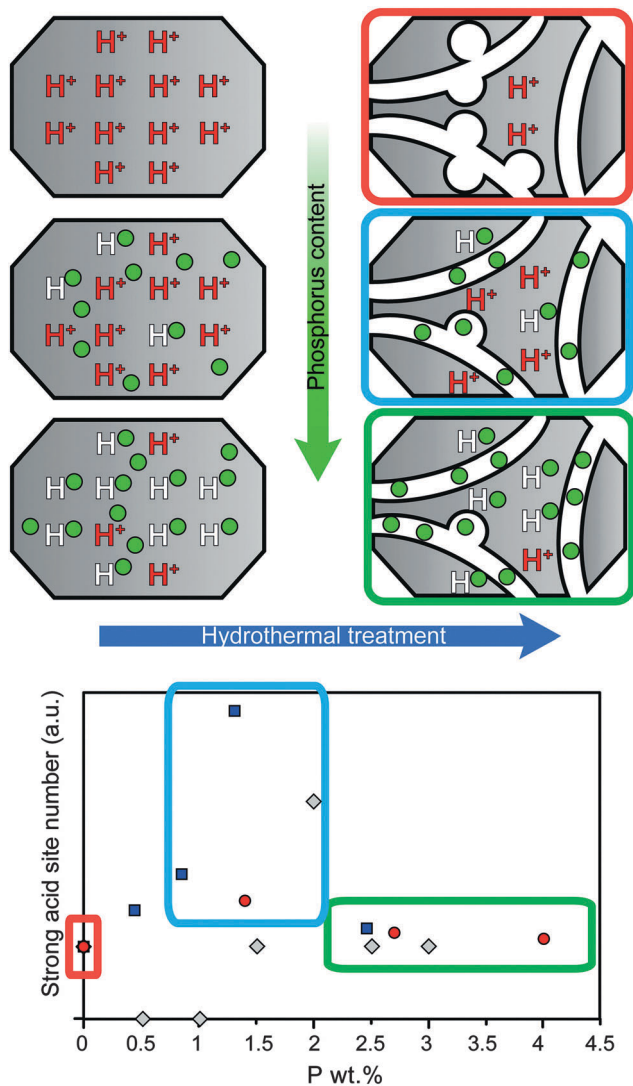 H⁺ H⁺
H⁺ H⁺ H⁺ H⁺
H⁺ H⁺ H⁺ H⁺
H⁺ H⁺
H⁺
H⁺
H H⁺
H H⁺ H⁺ H⁺
H⁺ H⁺ H H⁺
H⁺ H⁺
Phosphorus content
H
H⁺
H⁺
H
H⁺
H⁺
H H⁺
H H H H
H H⁺ H H
H H⁺
H
H
H
H
H⁺
H
Hydrothermal treatment
Strong acid site number (a.u.)
0 0.5 1 1.5 2 2.5 3 3.5 4 4.5
P wt.%